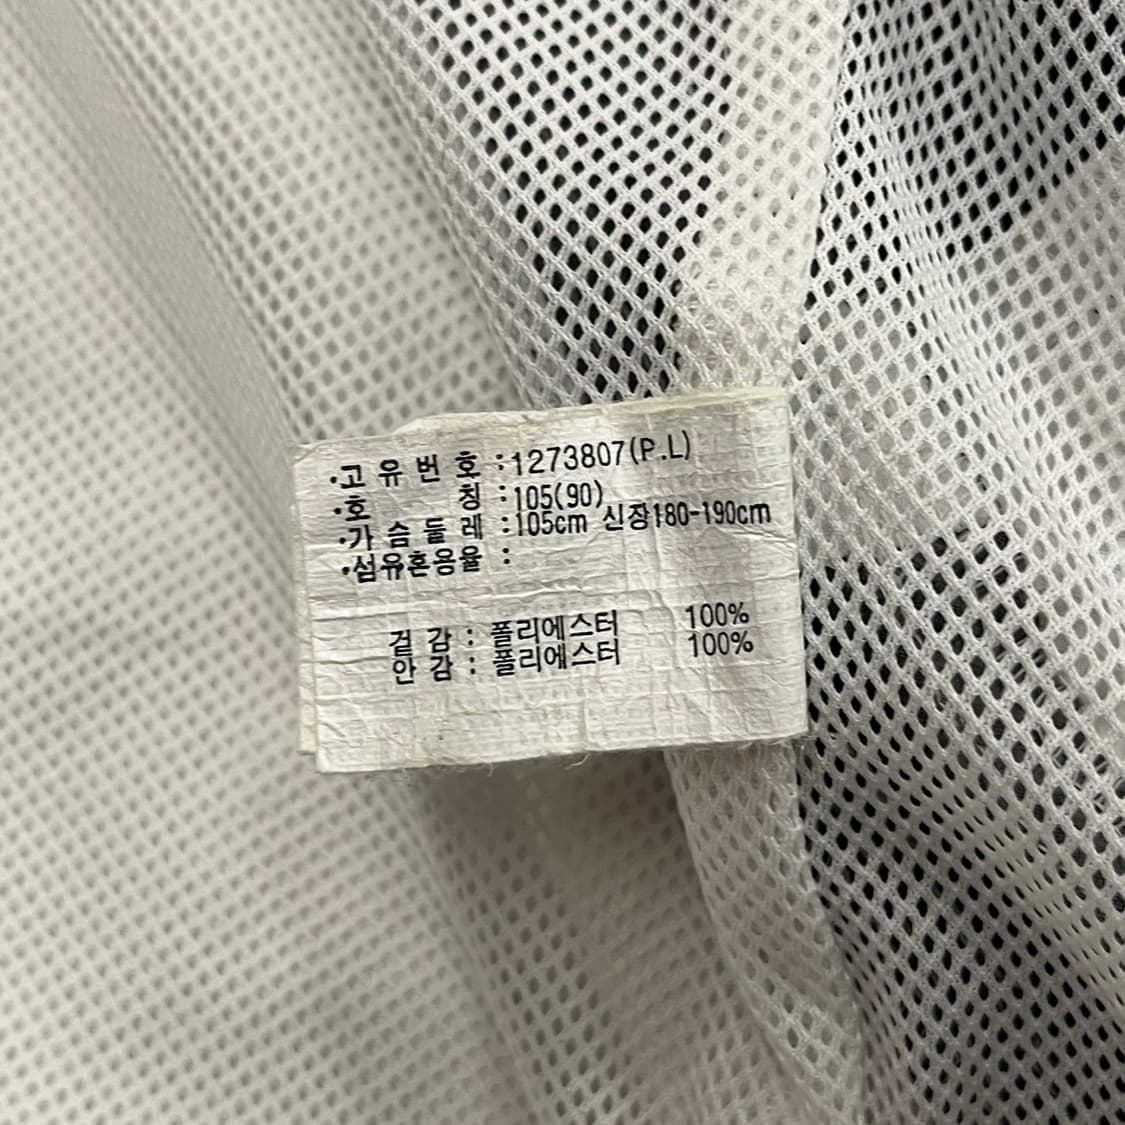 ·고 유 번 호 :1273807(P.L)
·호 칭 :105(90)
·가 슴 둘 레 :105cm 신장180-190cm
·섬유혼용율 :
겉 감 : 폴리에스터 100%
안 감 : 폴리에스터 100%